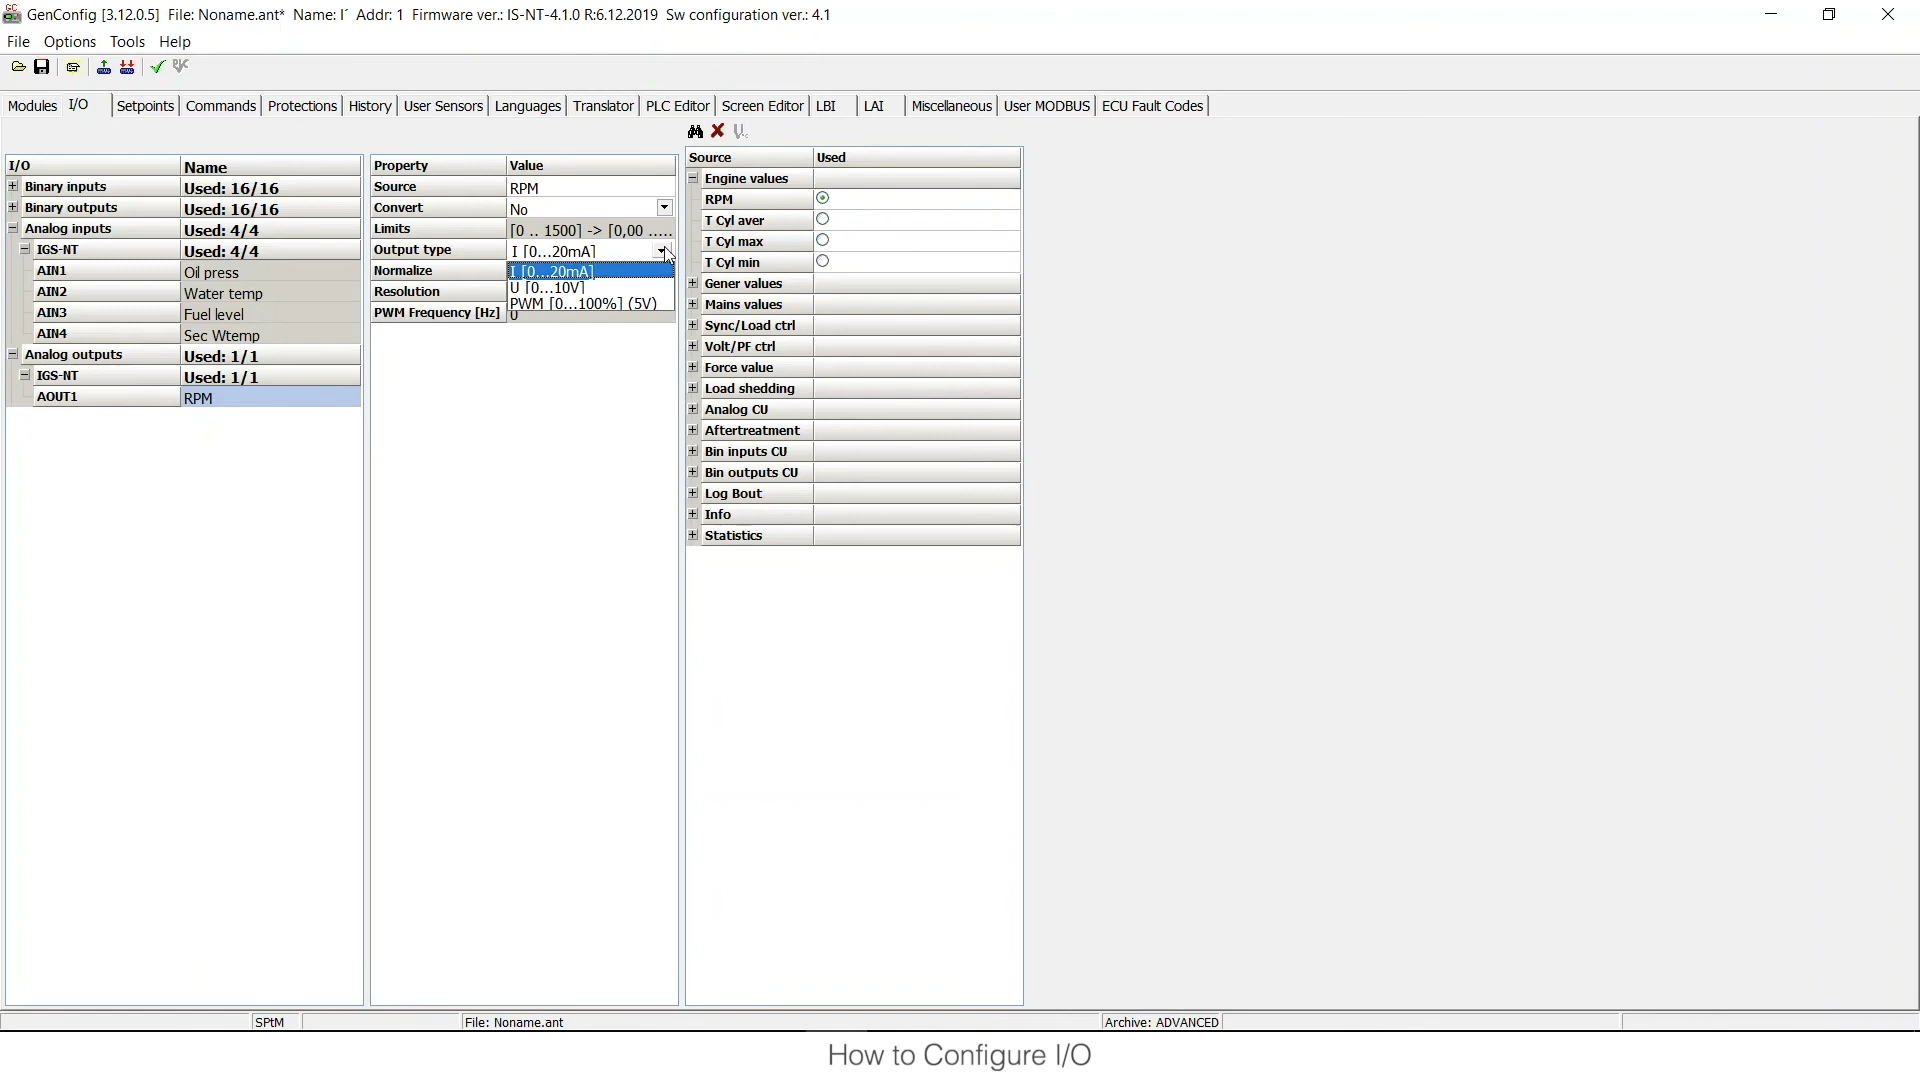 GenConfig [3.12.0.5] File: Noname.ant* Name: I´ Addr: 1 Firmware ver.: IS-NT-4.1.0 R:6.12.2019 Sw configuration ver.: 4.1
File Options Tools Help
Modules I/O Setpoints Commands Protections History User Sensors Languages Translator PLC Editor Screen Editor LBI LAI Miscellaneous User MODBUS ECU Fault Codes
I/O Name
Binary inputs Used: 16/16
Binary outputs Used: 16/16
Analog inputs Used: 4/4
IGS-NT Used: 4/4
AIN1 Oil press
AIN2 Water temp
AIN3 Fuel level
AIN4 Sec Wtemp
Analog outputs Used: 1/1
IGS-NT Used: 1/1
AOUT1 RPM
Property Value
Source RPM
Convert No
Limits [0 .. 1500] -> [0,00 .....
Output type I [0...20mA]
Normalize I [0...20mA]
Resolution U [0...10V]
PWM [0...100%] (5V)
PWM Frequency [Hz] 0
Source Used
Engine values
RPM
T Cyl aver
T Cyl max
T Cyl min
Gener values
Mains values
Sync/Load ctrl
Volt/PF ctrl
Force value
Load shedding
Analog CU
Aftertreatment
Bin inputs CU
Bin outputs CU
Log Bout
Info
Statistics
SPtM File: Noname.ant Archive: ADVANCED
How to Configure I/O